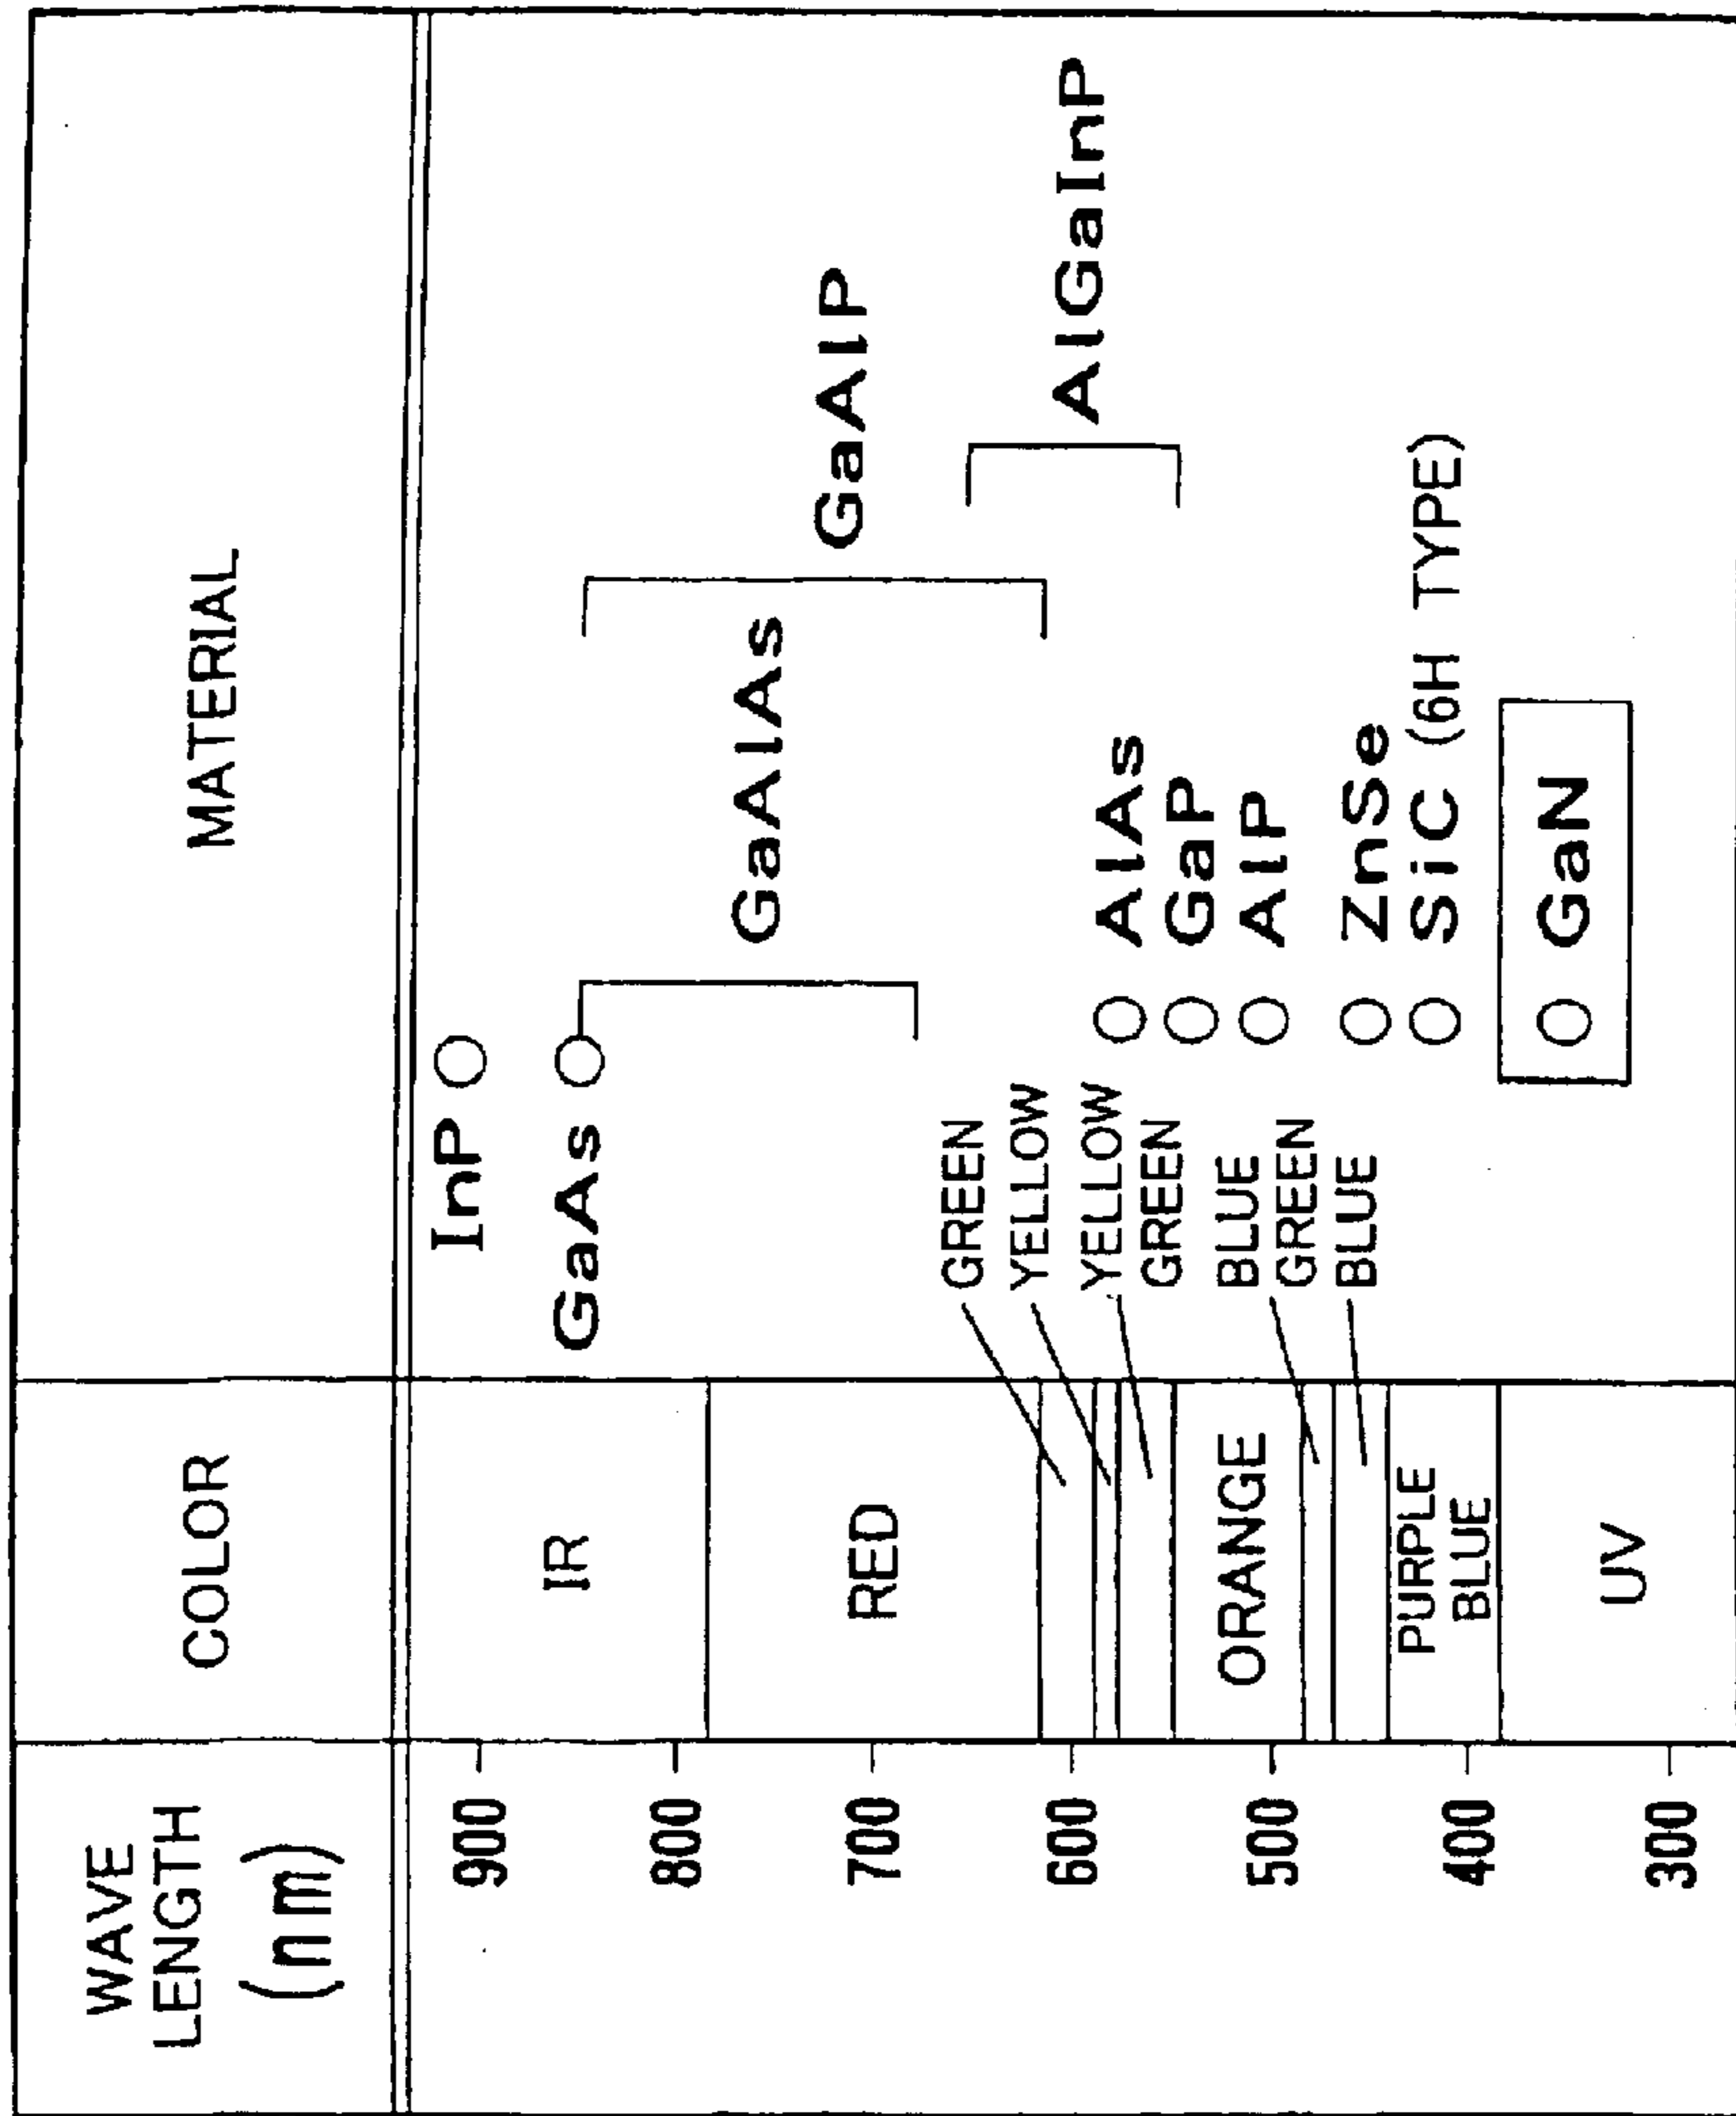 WAVE
LENGTH
(nm)
COLOR
MATERIAL
900
800
700
600
500
400
300
IR
RED
ORANGE
PURPLE
BLUE
UV
GREEN
YELLOW
YELLOW
GREEN
BLUE
GREEN
BLUE
InP
GaAs
GaAlAs
GaAlP
AlGaInP
AlAs
GaP
AlP
ZnSe
SiC (6H TYPE)
GaN